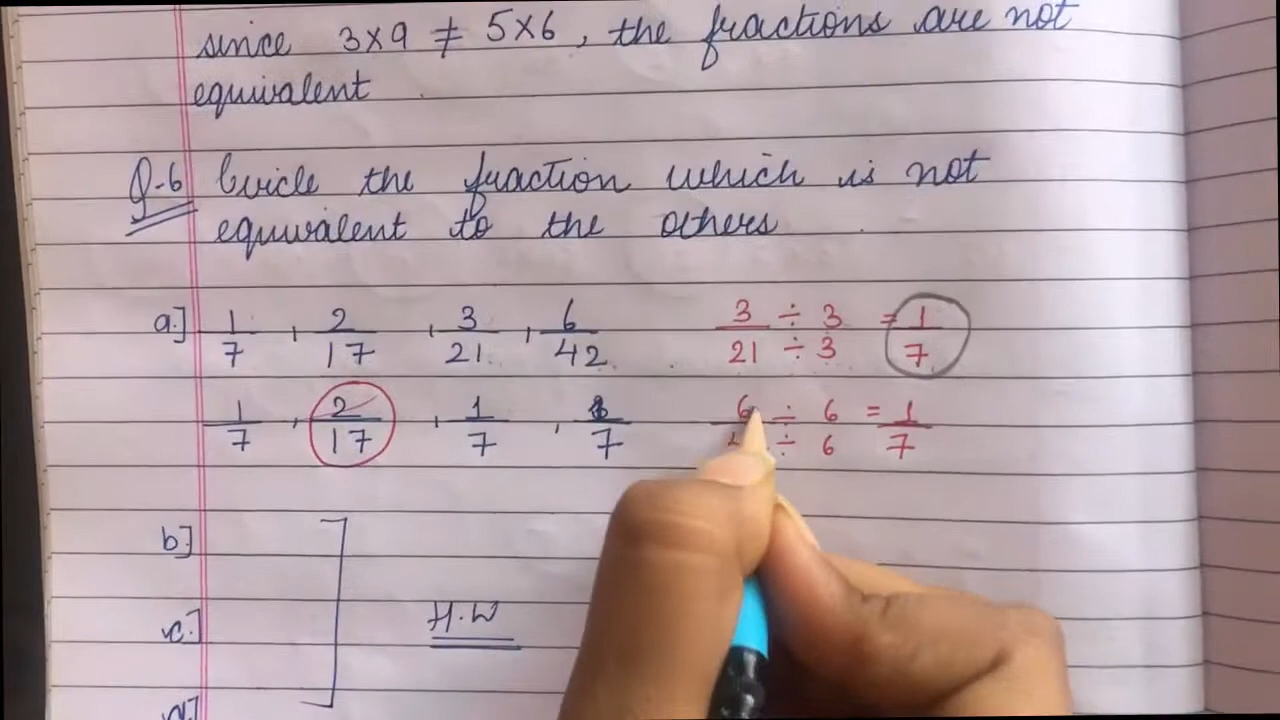 since 3×9 ≠ 5×6, the fractions are not
equivalent
Q-6 Circle the fraction which is not
equivalent to the others.
a.] 1/7, 2/17, 3/21, 6/42 3/21 ÷ 3/3 = 1/7
1/7, 2/17, 1/7, 1/7 6 ÷ 6/6 = 1/7
b.]
c.] H.W
d.]